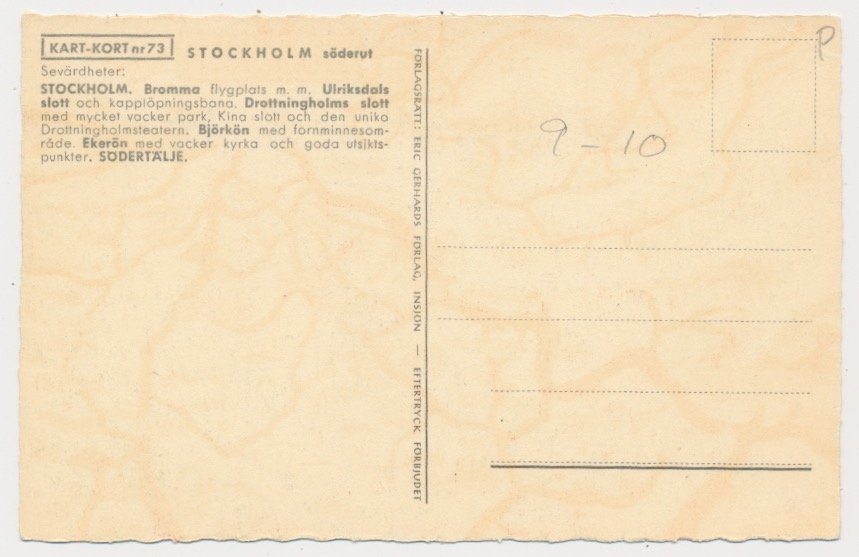 KART-KORT nr 73 STOCKHOLM söderut
Sevärdheter:
STOCKHOLM. Bromma flygplats m. m. Ulriksdals
slott och kapplöpningsbana. Drottningholms slott
med mycket vacker park, Kina slott och den unika
Drottningholmsteatern. Björkön med fornminnesom-
råde. Ekerön med vacker kyrka och goda utsikts-
punkter. SÖDERTÄLJE.
FÖRLAGSRÄTT: ERIC GERHARDS FÖRLAG, INSJÖN — EFTERTRYCK FÖRBJUDET
P
9-10